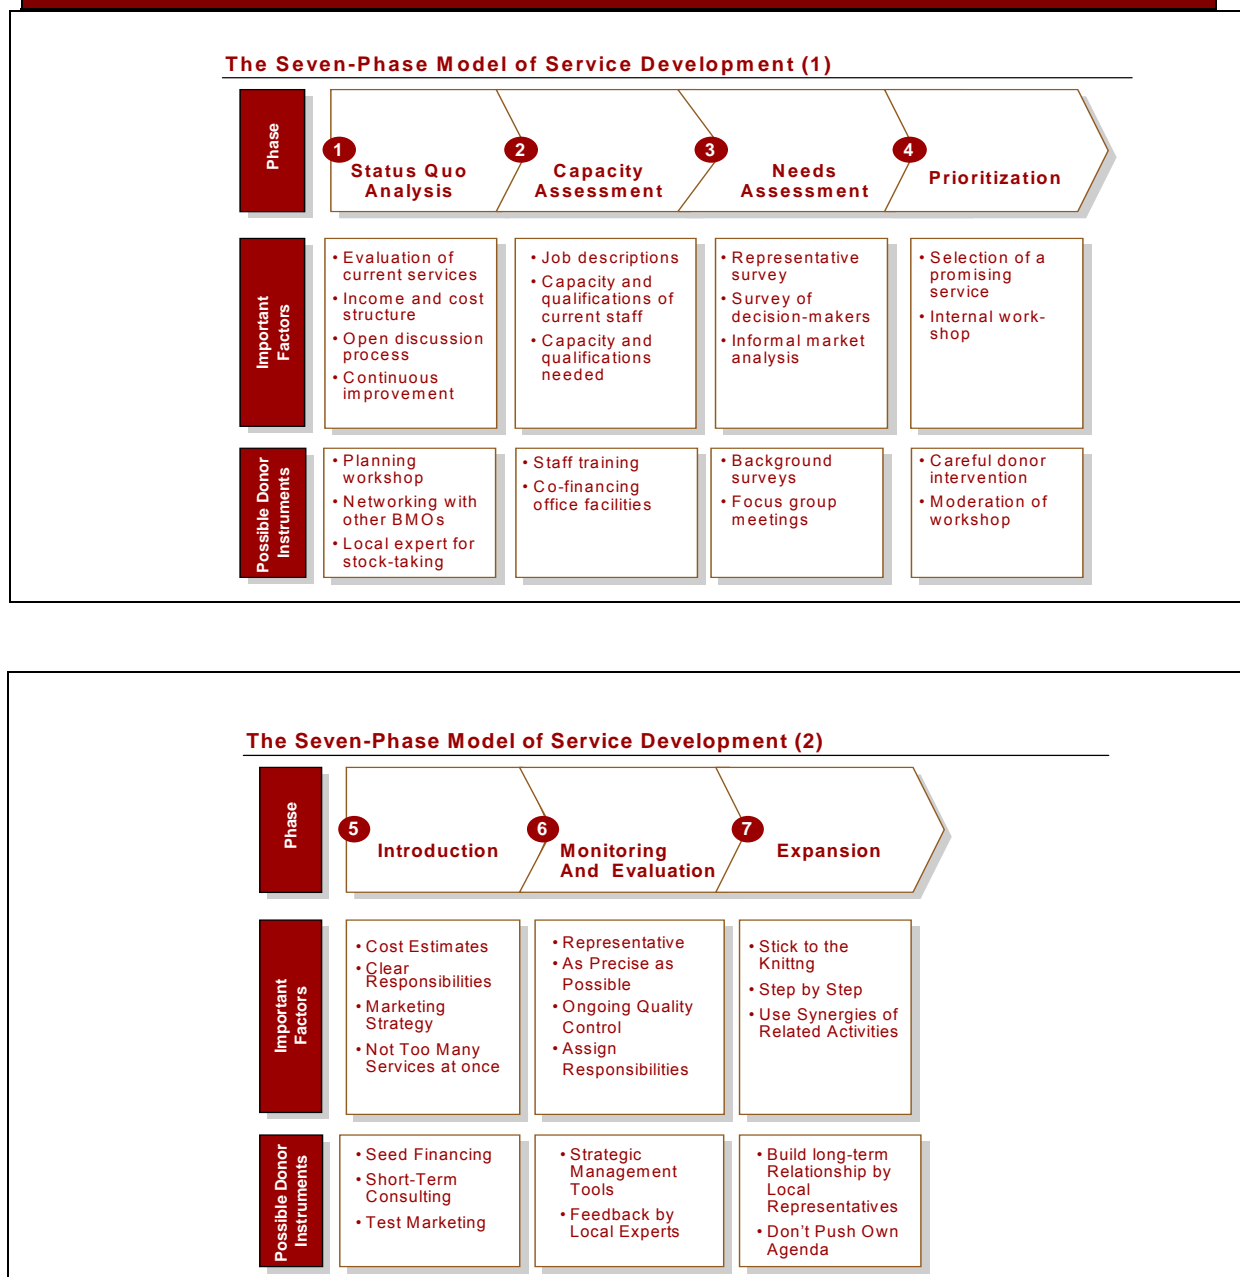 The Seven-Phase Model of Service Development (1)
Phase
1
Status Quo
Analysis
2
Capacity
Assessment
3
Needs
Assessment
4
Prioritization
Important
Factors
• Evaluation of
current services
• Income and cost
structure
• Open discussion
process
• Continuous
improvement
• Job descriptions
• Capacity and
qualifications of
current staff
• Capacity and
qualifications
needed
• Representative
survey
• Survey of
decision-makers
• Informal market
analysis
• Selection of a
promising
service
• Internal work-
shop
Possible Donor
Instruments
• Planning
workshop
• Networking with
other BMOs
• Local expert for
stock-taking
• Staff training
• Co-financing
office facilities
• Background
surveys
• Focus group
meetings
• Careful donor
intervention
• Moderation of
workshop
The Seven-Phase Model of Service Development (2)
Phase
5
Introduction
6
Monitoring
And Evaluation
7
Expansion
Important
Factors
• Cost Estimates
• Clear
Responsibilities
• Marketing
Strategy
• Not Too Many
Services at once
• Representative
• As Precise as
Possible
• Ongoing Quality
Control
• Assign
Responsibilities
• Stick to the
Knittng
• Step by Step
• Use Synergies of
Related Activities
Possible Donor
Instruments
• Seed Financing
• Short-Term
Consulting
• Test Marketing
• Strategic
Management
Tools
• Feedback by
Local Experts
• Build long-term
Relationship by
Local
Representatives
• Don't Push Own
Agenda